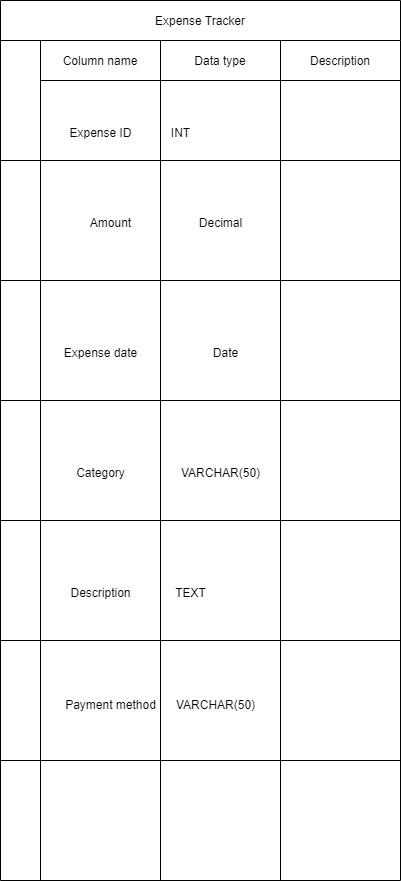 Expense Tracker
Column name Data type Description
Expense ID INT
Amount Decimal
Expense date Date
Category VARCHAR(50)
Description TEXT
Payment method VARCHAR(50)